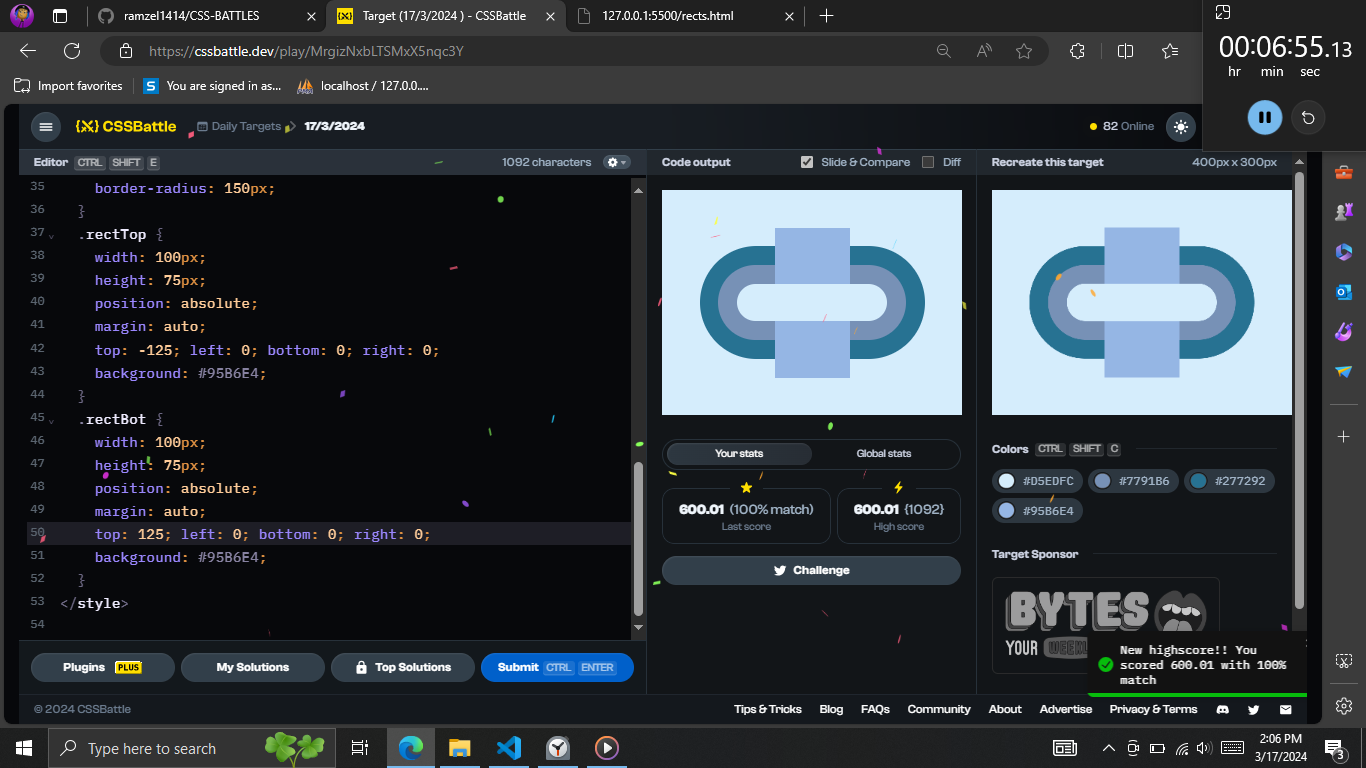 ramzel1414/CSS-BATTLES
Target (17/3/2024 ) - CSSBattle
127.0.0.1:5500/rects.html
https://cssbattle.dev/play/MrgizNxbLTSMxX5nqc3Y
00:06:55.13
hr min sec
Import favorites
You are signed in as...
localhost / 127.0.0....
{X} CSSBattle
Daily Targets
17/3/2024
82 Online
Editor CTRL SHIFT E
1092 characters
Code output
Slide & Compare
Diff
Recreate this target
400px x 300px
35 border-radius: 150px;
36 }
37 .rectTop {
38 width: 100px;
39 height: 75px;
40 position: absolute;
41 margin: auto;
42 top: -125; left: 0; bottom: 0; right: 0;
43 background: #95B6E4;
44 }
45 .rectBot {
46 width: 100px;
47 height: 75px;
48 position: absolute;
49 margin: auto;
50 top: 125; left: 0; bottom: 0; right: 0;
51 background: #95B6E4;
52 }
53 </style>
54
Your stats
Global stats
600.01 (100% match)
Last score
600.01 {1092}
High score
Challenge
Colors CTRL SHIFT C
#D5EDFC
#7791B6
#277292
#95B6E4
Target Sponsor
BYTES
YOUR WEEKLY
New highscore!! You
scored 600.01 with 100%
match
Plugins PLUS
My Solutions
Top Solutions
Submit CTRL ENTER
© 2024 CSSBattle
Tips & Tricks
Blog
FAQs
Community
About
Advertise
Privacy & Terms
Type here to search
2:06 PM
3/17/2024
3